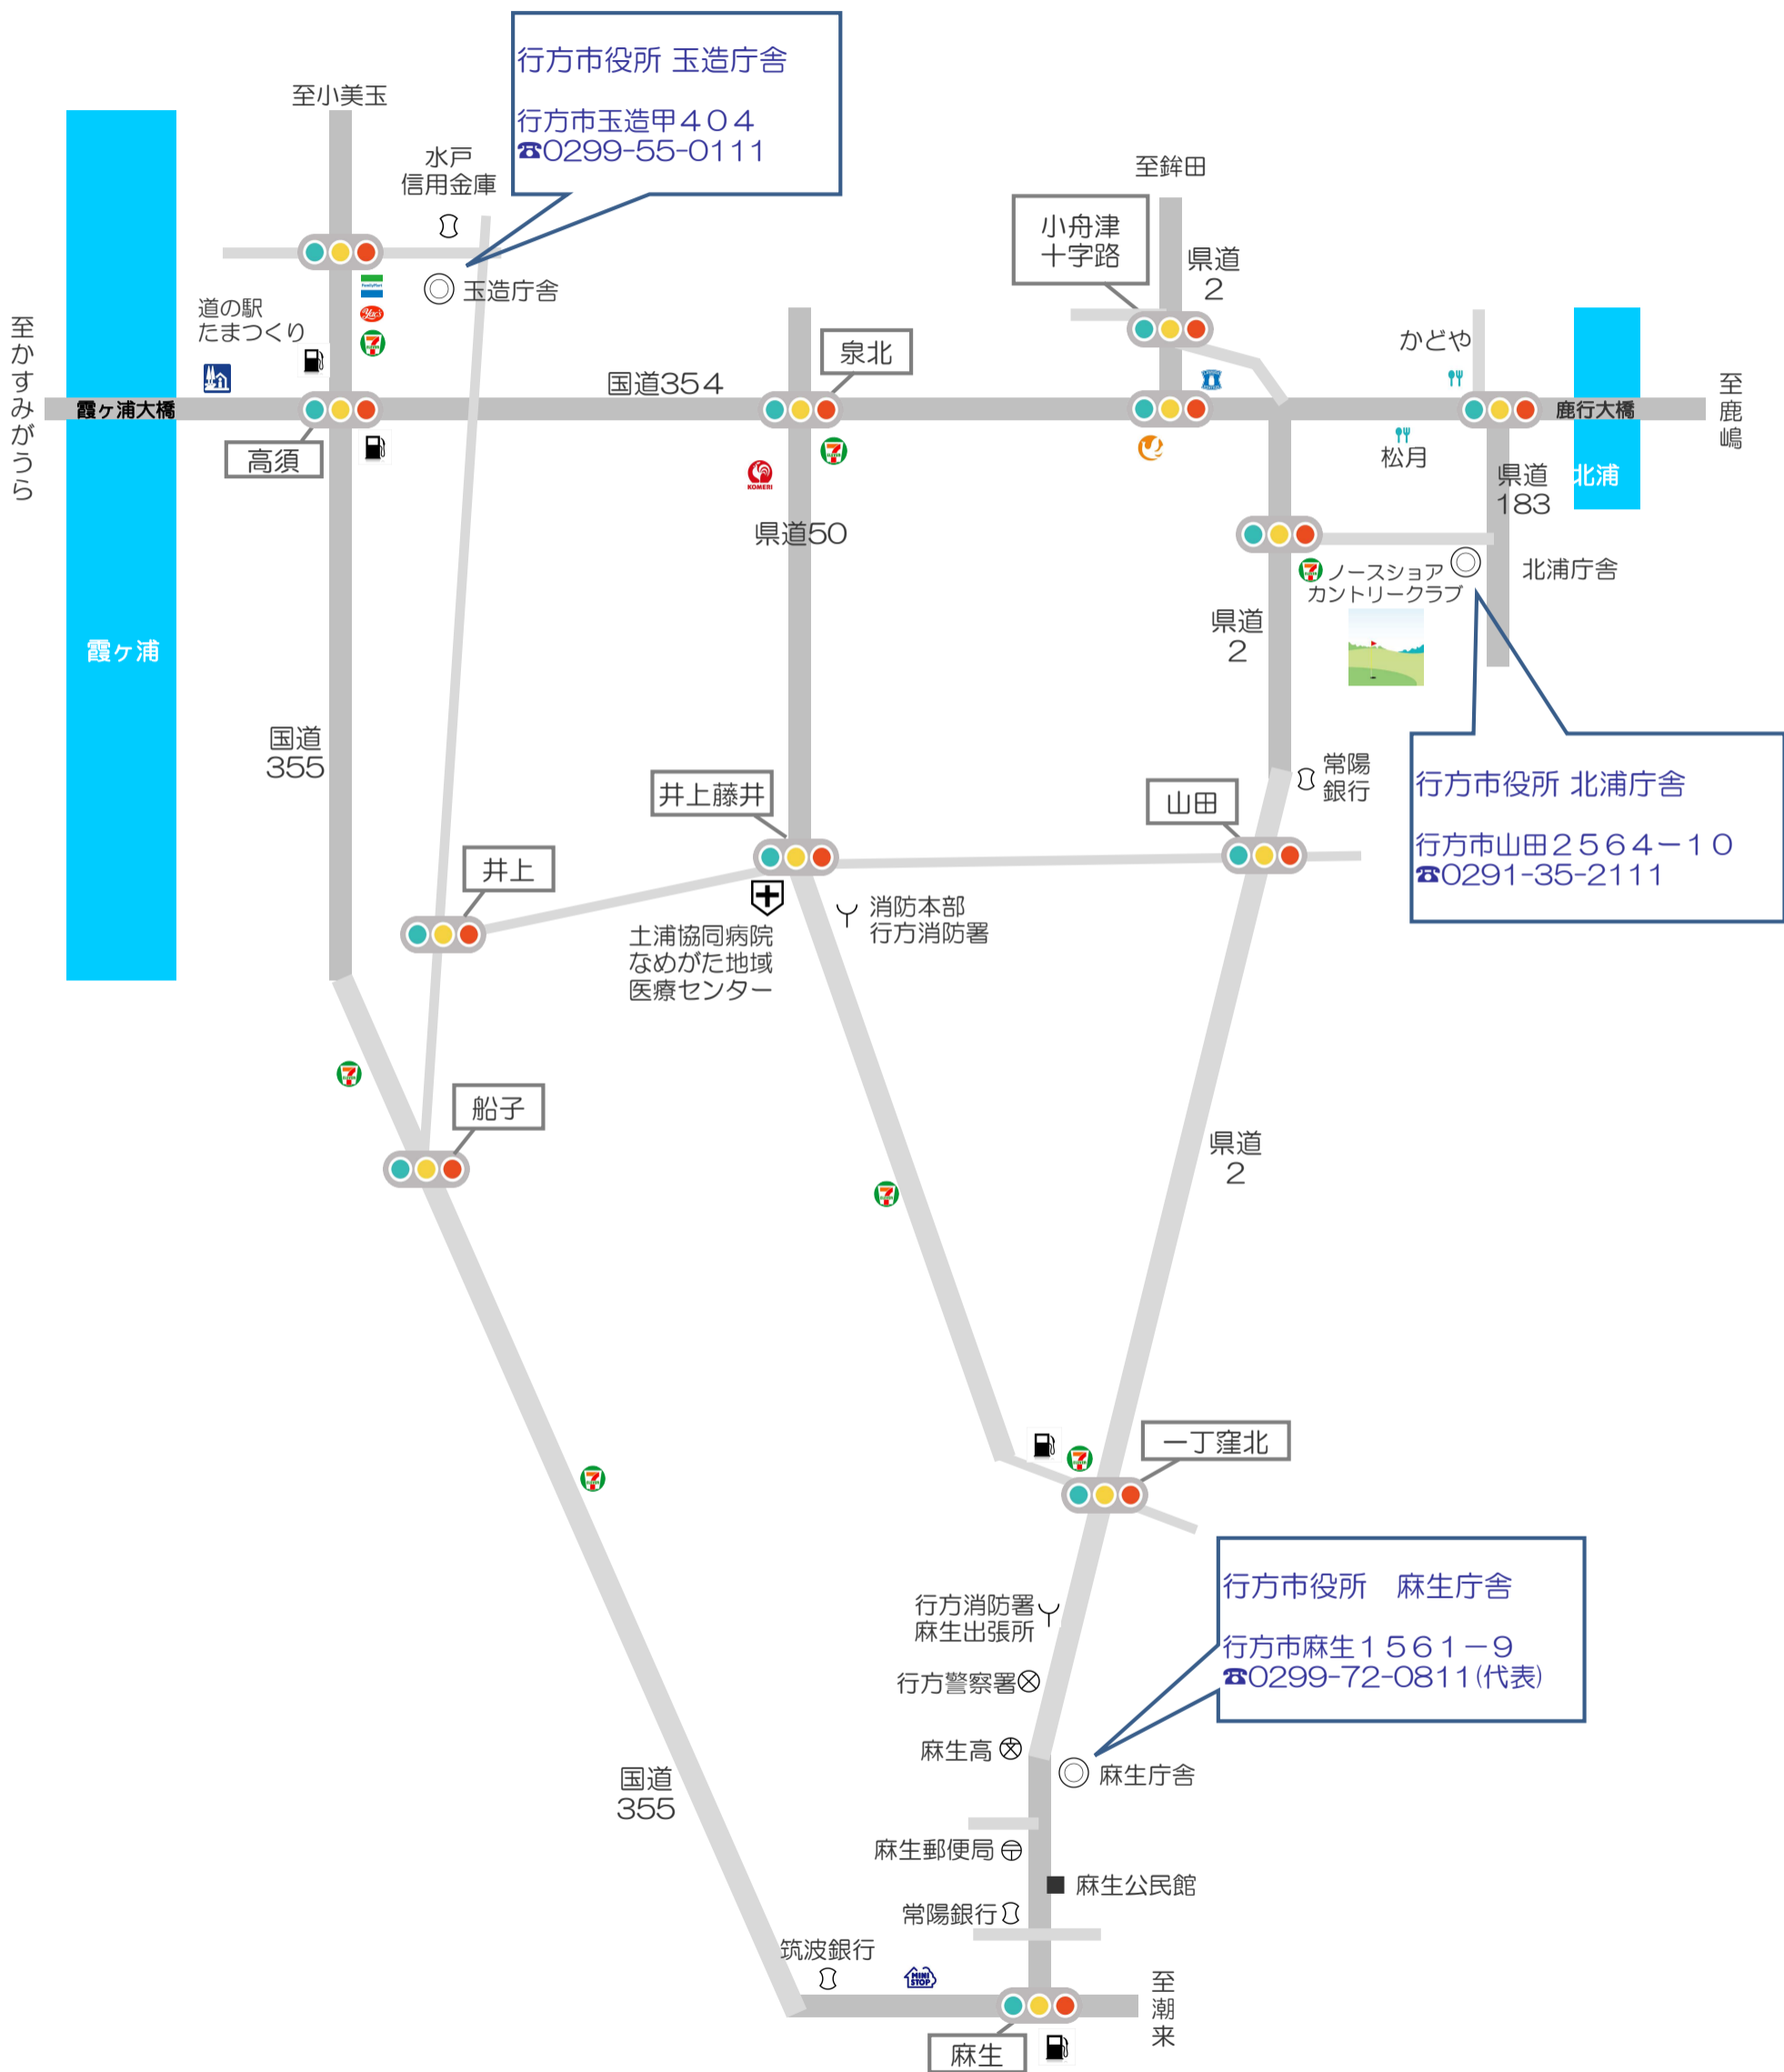 行方市役所 玉造庁舎
行方市玉造甲４０４
☎0299-55-0111
至小美玉
水戸
信用金庫
玉造庁舎
至鉾田
小舟津
十字路
県道
2
道の駅
たまつくり
至かすみがうら
霞ヶ浦大橋
高須
国道354
泉北
かどや
鹿行大橋
至鹿嶋
松月
県道
183
北浦
KOMERI
県道50
ノースショア
カントリークラブ
北浦庁舎
県道
2
霞ヶ浦
国道
355
井上藤井
山田
常陽
銀行
行方市役所 北浦庁舎
行方市山田２５６４－１０
☎0291-35-2111
井上
消防本部
行方消防署
土浦協同病院
なめがた地域
医療センター
船子
県道
2
一丁窪北
行方市役所　麻生庁舎
行方市麻生１５６１－９
☎0299-72-0811(代表)
行方消防署
麻生出張所
行方警察署
麻生高
麻生庁舎
国道
355
麻生郵便局
麻生公民館
常陽銀行
筑波銀行
MINI
STOP
至潮来
麻生